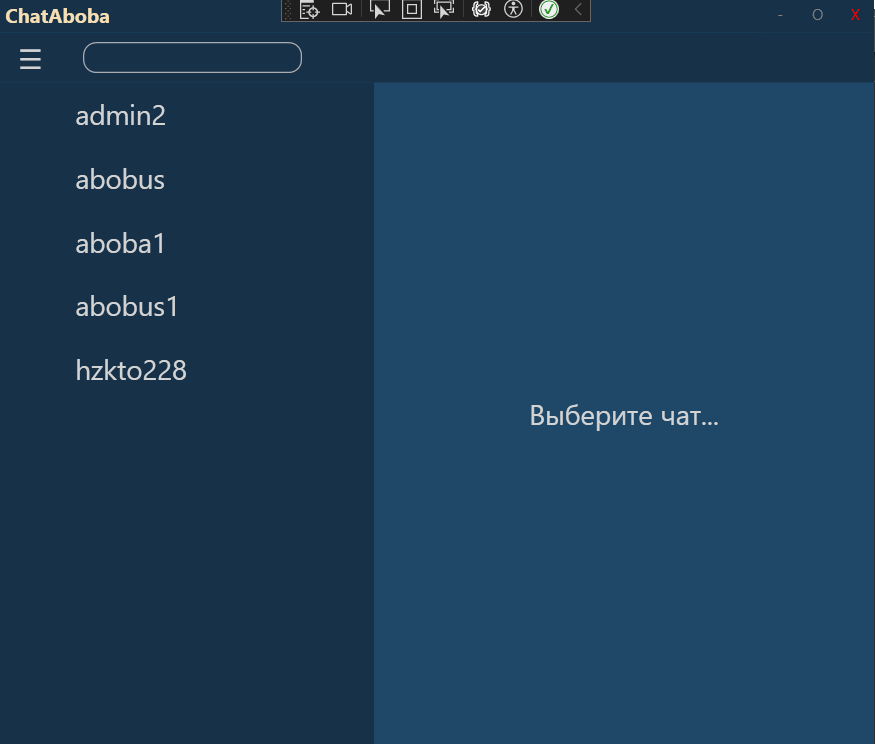 ChatAboba
- O X
admin2
abobus
aboba1
abobus1
hzkto228
Выберите чат...